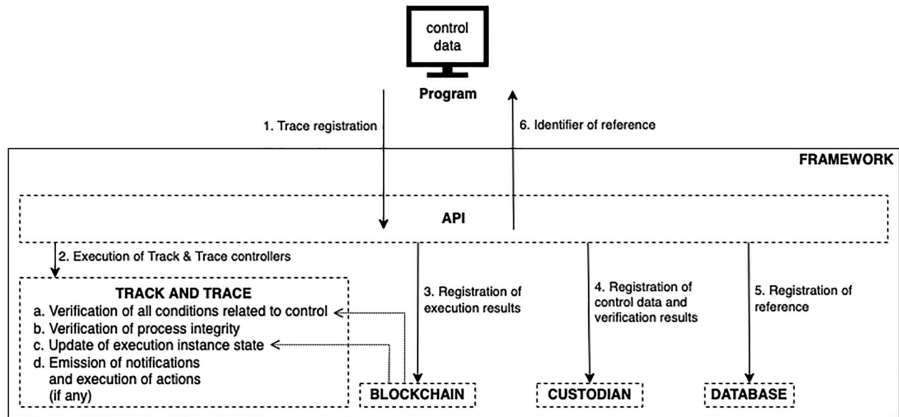 control
data
Program
1. Trace registration
6. Identifier of reference
FRAMEWORK
API
2. Execution of Track & Trace controllers
TRACK AND TRACE
a. Verification of all conditions related to control
b. Verification of process integrity
c. Update of execution instance state
d. Emission of notifications
and execution of actions
(if any)
3. Registration of
execution results
BLOCKCHAIN
4. Registration of
control data and
verification results
CUSTODIAN
5. Registration of
reference
DATABASE